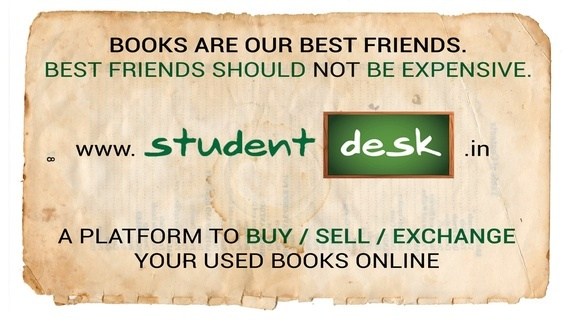 BOOKS ARE OUR BEST FRIENDS.
BEST FRIENDS SHOULD NOT BE EXPENSIVE.
www. student desk .in
A PLATFORM TO BUY / SELL / EXCHANGE
YOUR USED BOOKS ONLINE